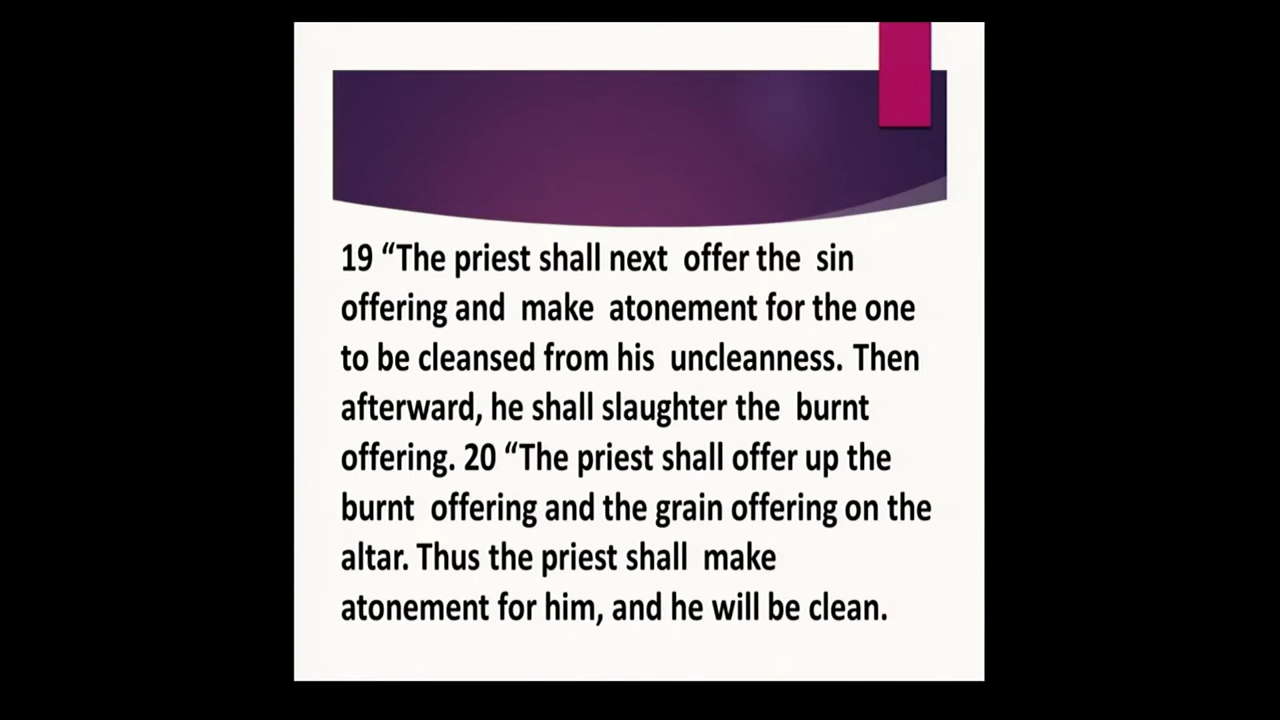 19 “The priest shall next offer the sin
offering and make atonement for the one
to be cleansed from his uncleanness. Then
afterward, he shall slaughter the burnt
offering. 20 “The priest shall offer up the
burnt offering and the grain offering on the
altar. Thus the priest shall make
atonement for him, and he will be clean.